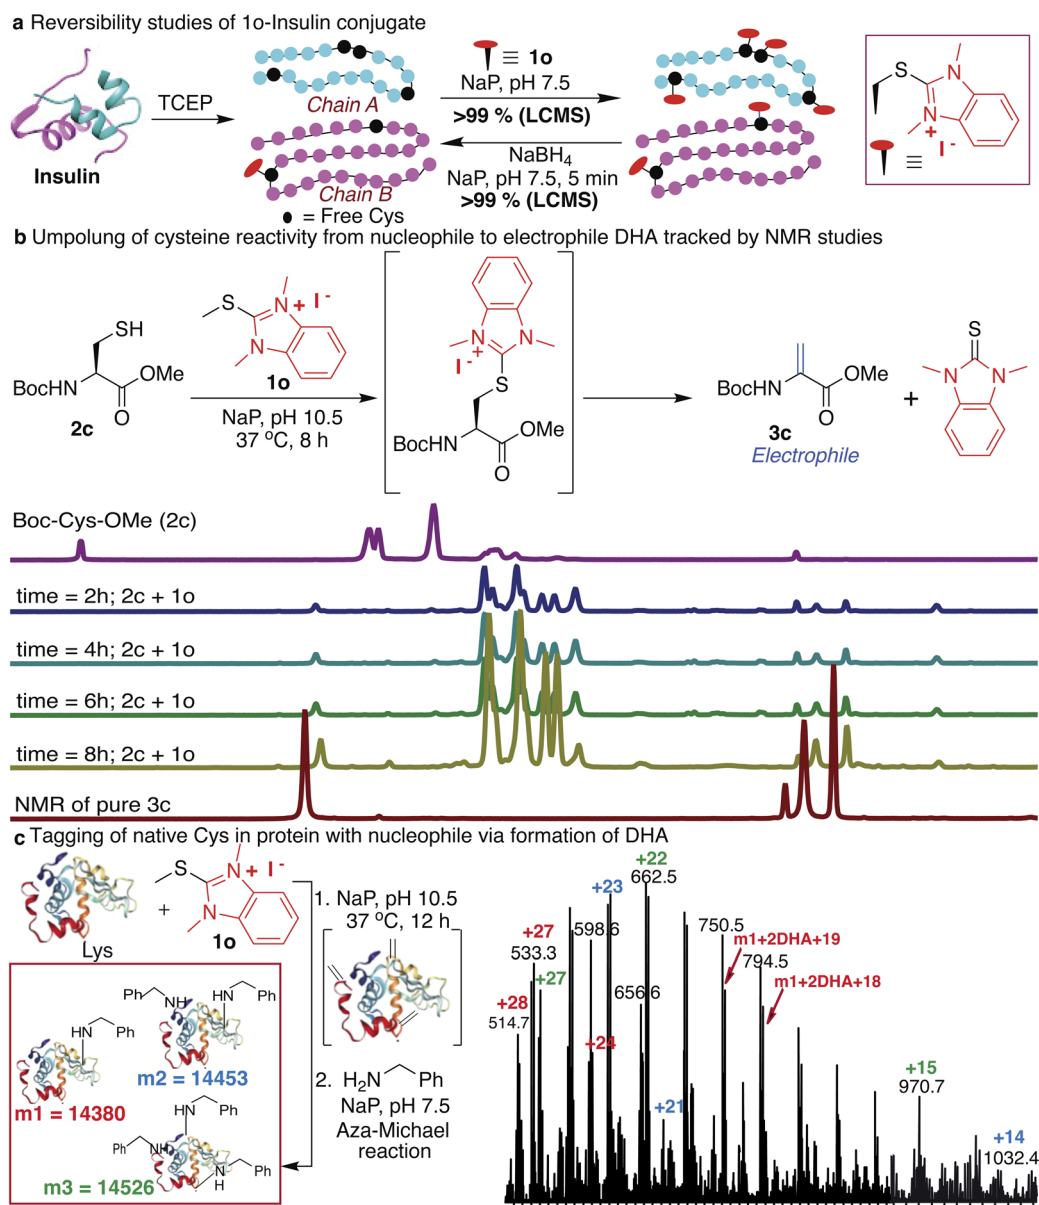 a Reversibility studies of 1o-Insulin conjugate
Insulin
TCEP
Chain A
Chain B
● = Free Cys
≡ 1o
NaP, pH 7.5
>99 % (LCMS)
NaBH4
NaP, pH 7.5, 5 min
>99 % (LCMS)
S
N
N
+
I-
≡
b Umpolung of cysteine reactivity from nucleophile to electrophile DHA tracked by NMR studies
SH
BocHN
OMe
O
2c
S
N
+ I-
N
1o
NaP, pH 10.5
37 ºC, 8 h
N
+
N
I-
S
BocHN
OMe
O
BocHN
OMe
O
3c
Electrophile
+
S
N
N
Boc-Cys-OMe (2c)
time = 2h; 2c + 1o
time = 4h; 2c + 1o
time = 6h; 2c + 1o
time = 8h; 2c + 1o
NMR of pure 3c
c Tagging of native Cys in protein with nucleophile via formation of DHA
Lys
+
S
N
+ I-
N
1o
1. NaP, pH 10.5
37 ºC, 12 h
2. H2N Ph
NaP, pH 7.5
Aza-Michael
reaction
HN Ph
m1 = 14380
Ph NH
HN Ph
m2 = 14453
HN Ph
Ph NH
N Ph
H
m3 = 14526
+28
514.7
+27
533.3
+27
598.6
+24
+23
656.6
+22
662.5
+21
750.5
m1+2DHA+19
794.5
m1+2DHA+18
+15
970.7
+14
1032.4